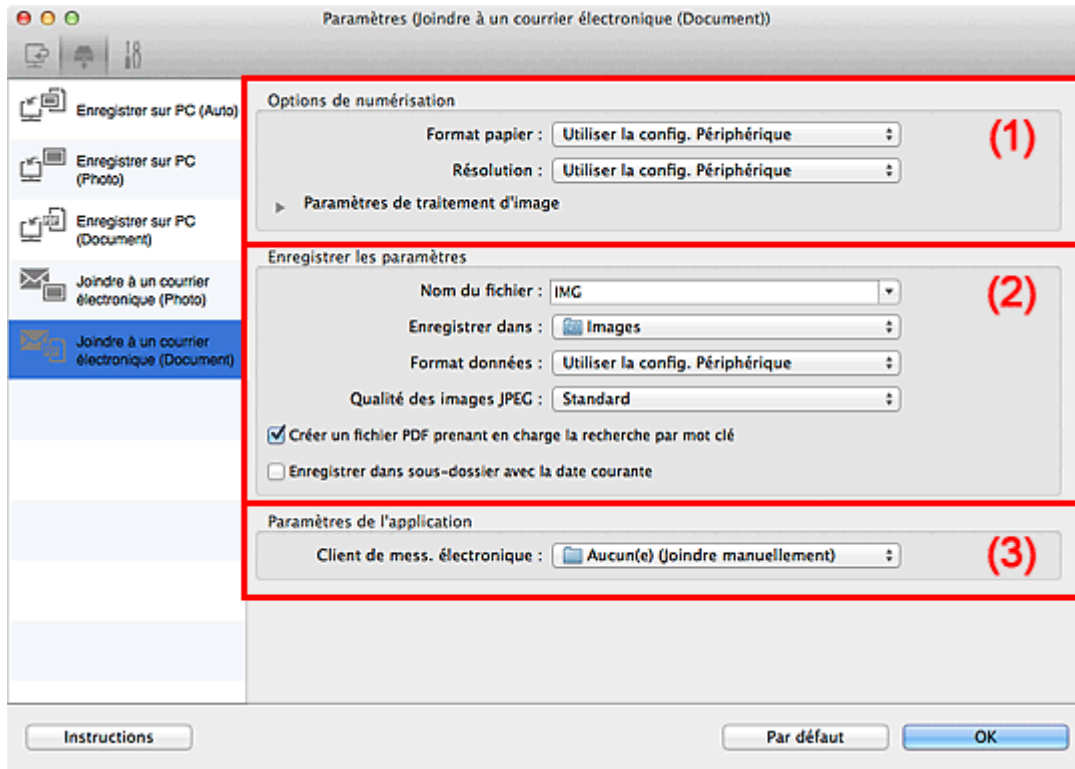 Paramètres (Joindre à un courrier électronique (Document))
Enregistrer sur PC (Auto)
Enregistrer sur PC
(Photo)
Enregistrer sur PC
(Document)
Joindre à un courrier
électronique (Photo)
Joindre à un courrier
électronique (Document)
Options de numérisation
(1)
Format papier : Utiliser la config. Périphérique
Résolution : Utiliser la config. Périphérique
Paramètres de traitement d'image
Enregistrer les paramètres
(2)
Nom du fichier : IMG
Enregistrer dans : Images
Format données : Utiliser la config. Périphérique
Qualité des images JPEG : Standard
Créer un fichier PDF prenant en charge la recherche par mot clé
Enregistrer dans sous-dossier avec la date courante
Paramètres de l'application
(3)
Client de mess. électronique : Aucun(e) (Joindre manuellement)
Instructions
Par défaut
OK